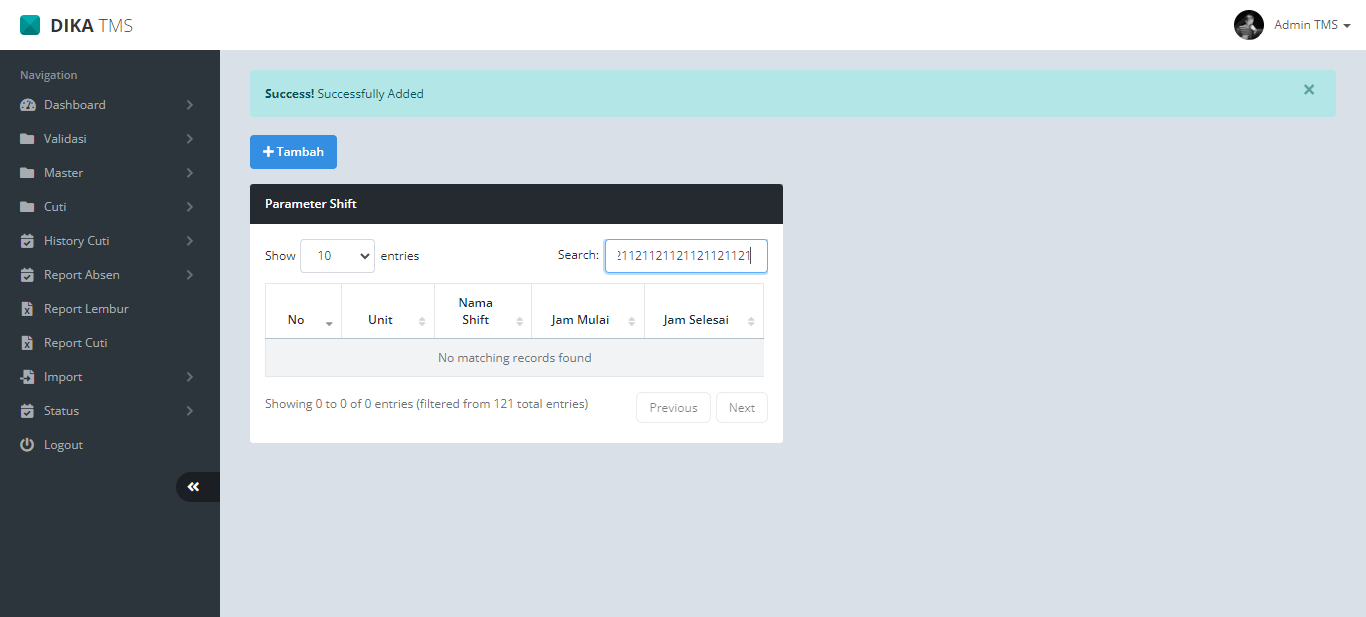 DIKA TMS
Admin TMS
Navigation
Dashboard
Validasi
Master
Cuti
History Cuti
Report Absen
Report Lembur
Report Cuti
Import
Status
Logout
Success! Successfully Added
×
+ Tambah
Parameter Shift
Show 10 entries
Search: 21121121121121121121
No
Unit
Nama
Shift
Jam Mulai
Jam Selesai
No matching records found
Showing 0 to 0 of 0 entries (filtered from 121 total entries)
Previous
Next